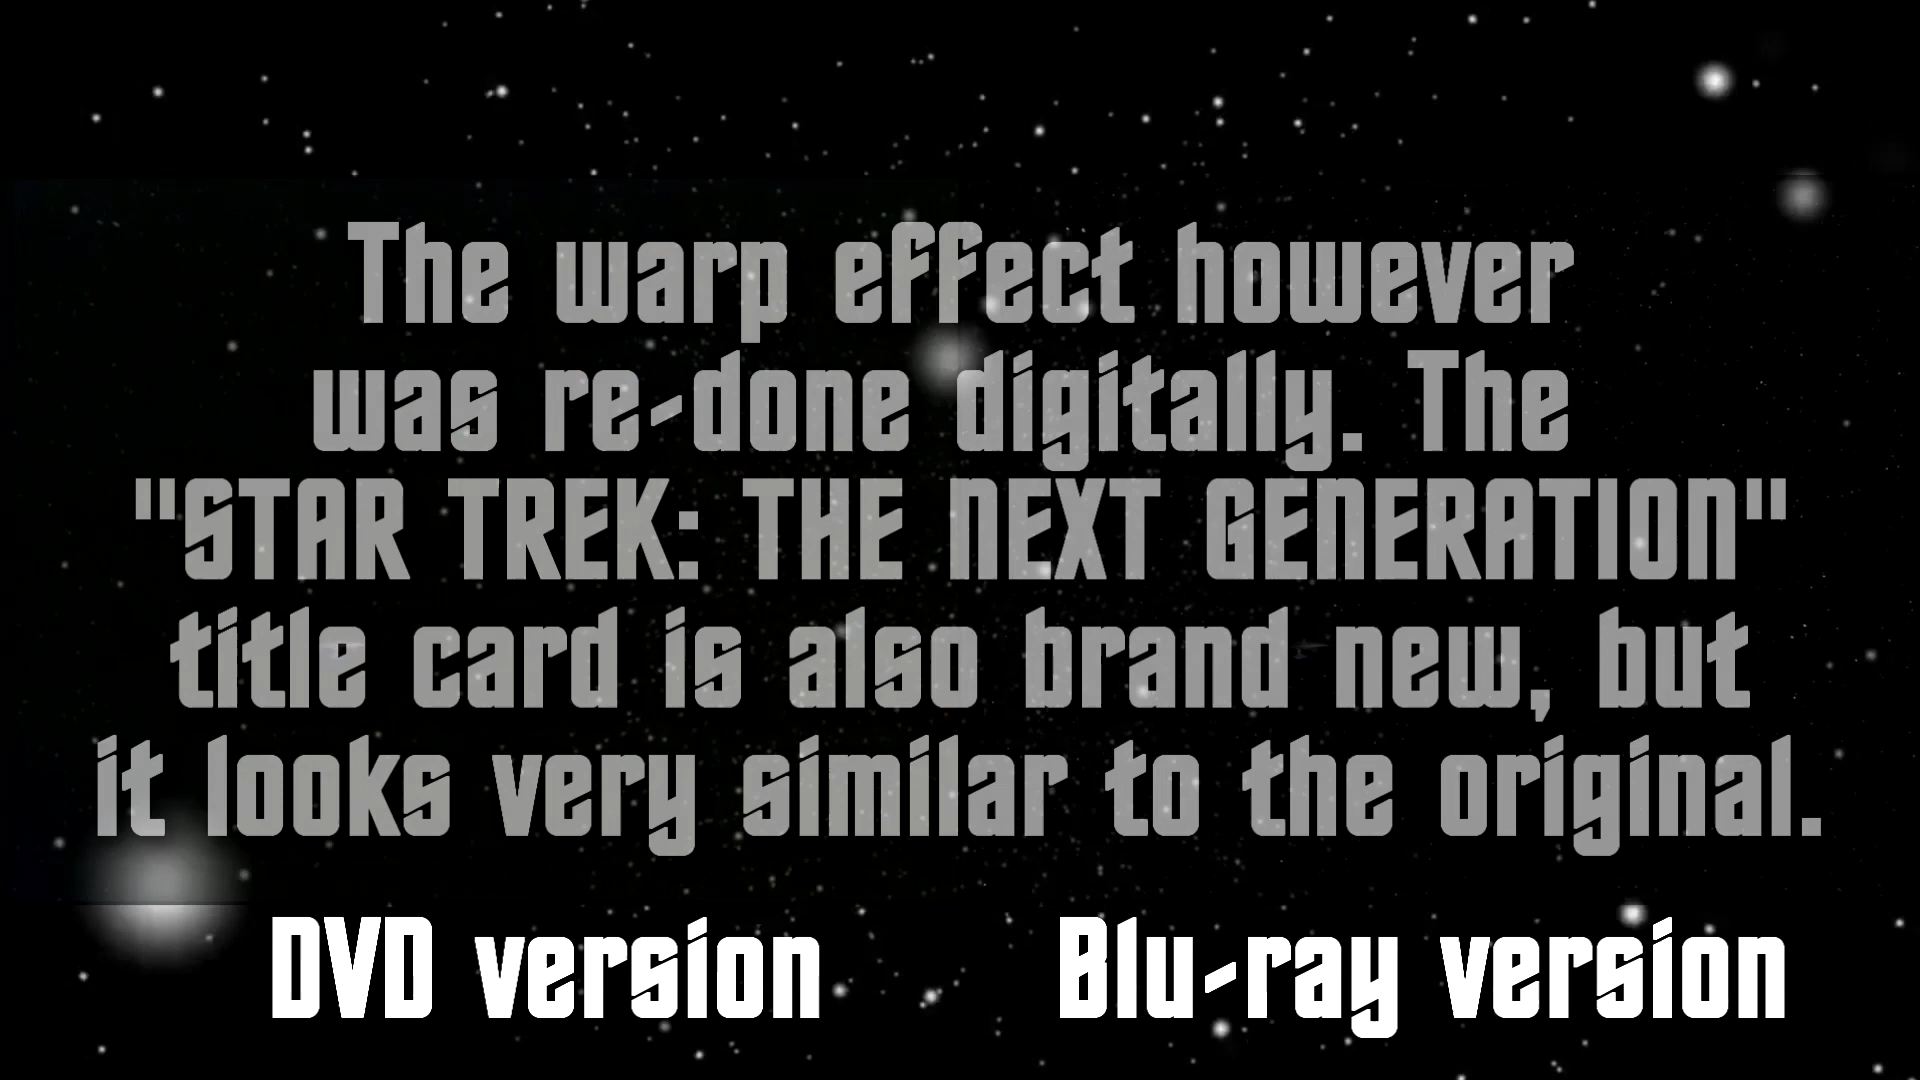 The warp effect however
was re-done digitally. The
"STAR TREK: THE NEXT GENERATION"
title card is also brand new, but
it looks very similar to the original.
DVD version
Blu-ray version